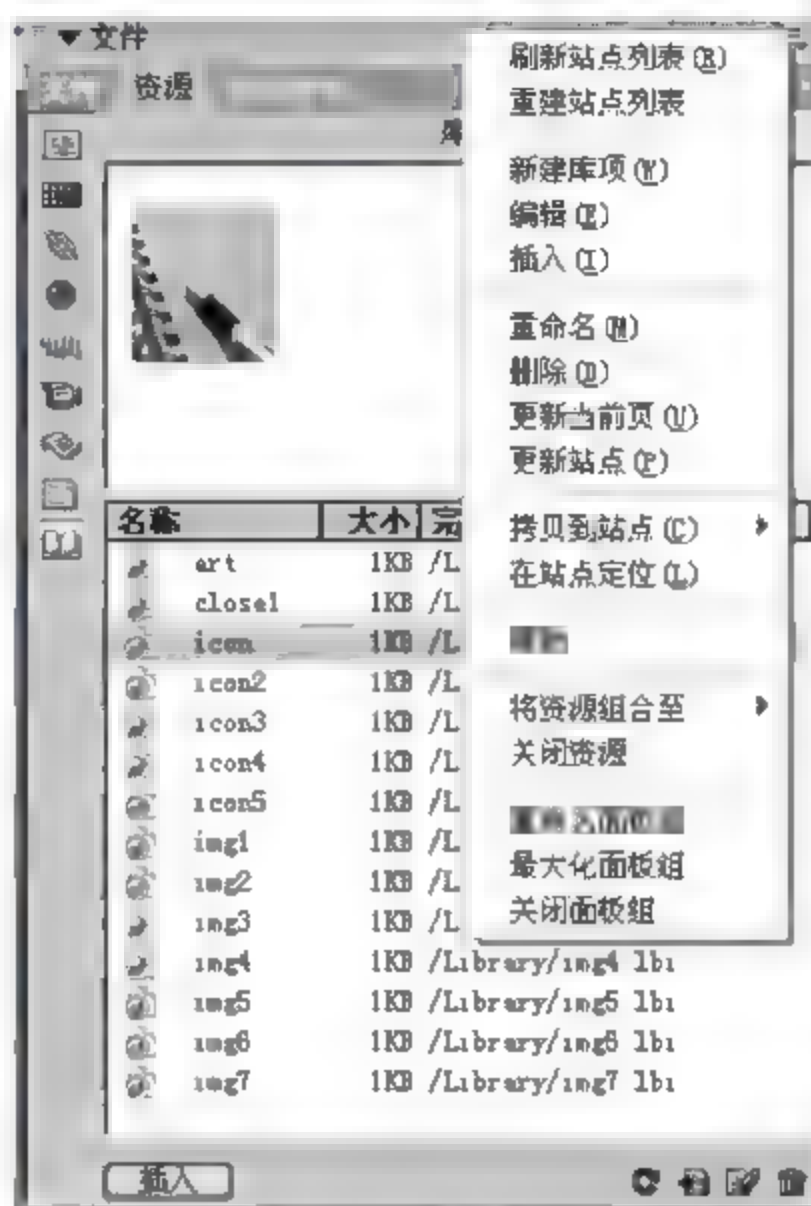 文件
资源
库
刷新站点列表(R)
重建站点列表
新建库项(W)
编辑(E)
插入(I)
重命名(M)
删除(D)
更新当前页(U)
更新站点(P)
拷贝到站点(C)
在站点定位(L)
将资源组合至
关闭资源
最大化面板组
关闭面板组
名称 大小 完
art 1KB /L
close1 1KB /L
icon 1KB /L
icon2 1KB /L
icon3 1KB /L
icon4 1KB /L
icon5 1KB /L
img1 1KB /L
img2 1KB /L
img3 1KB /L
img4 1KB /Library/img4 lbi
img5 1KB /Library/img5 lbi
img6 1KB /Library/img6 lbi
img7 1KB /Library/img7 lbi
插入